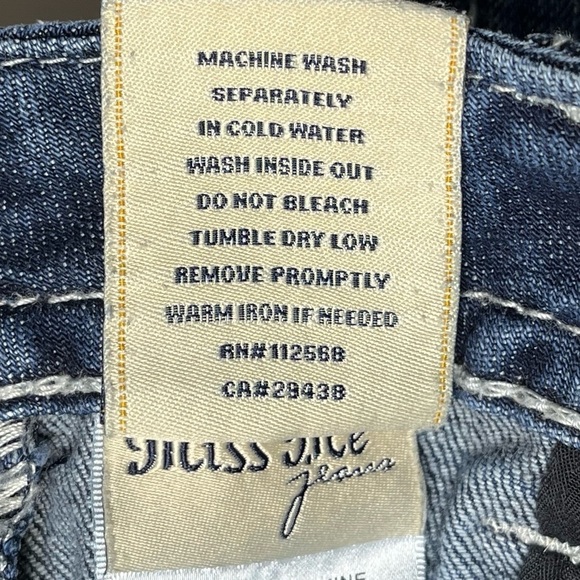 MACHINE WASH
SEPARATELY
IN COLD WATER
WASH INSIDE OUT
DO NOT BLEACH
TUMBLE DRY LOW
REMOVE PROMPTLY
WARM IRON IF NEEDED
RN#112568
CA#29438
jeans